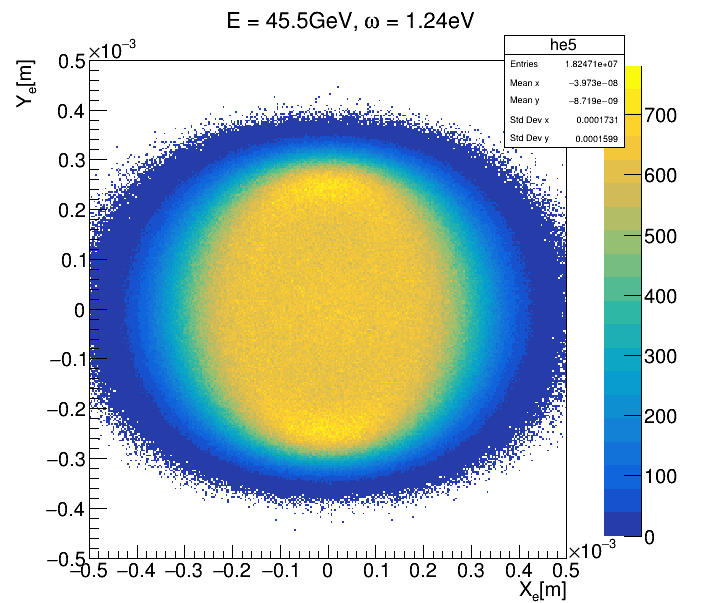 E = 45.5GeV, ω = 1.24eV
he5
Entries 1.82471e+07
Mean x −3.973e−08
Mean y −8.719e−09
Std Dev x 0.0001731
Std Dev y 0.0001599
×10⁻³
Yₑ[m]
0.5
0.4
0.3
0.2
0.1
0
−0.1
−0.2
−0.3
−0.4
−0.5
−0.5 −0.4 −0.3 −0.2 −0.1 0 0.1 0.2 0.3 0.4 0.5
×10⁻³
Xₑ[m]
700
600
500
400
300
200
100
0